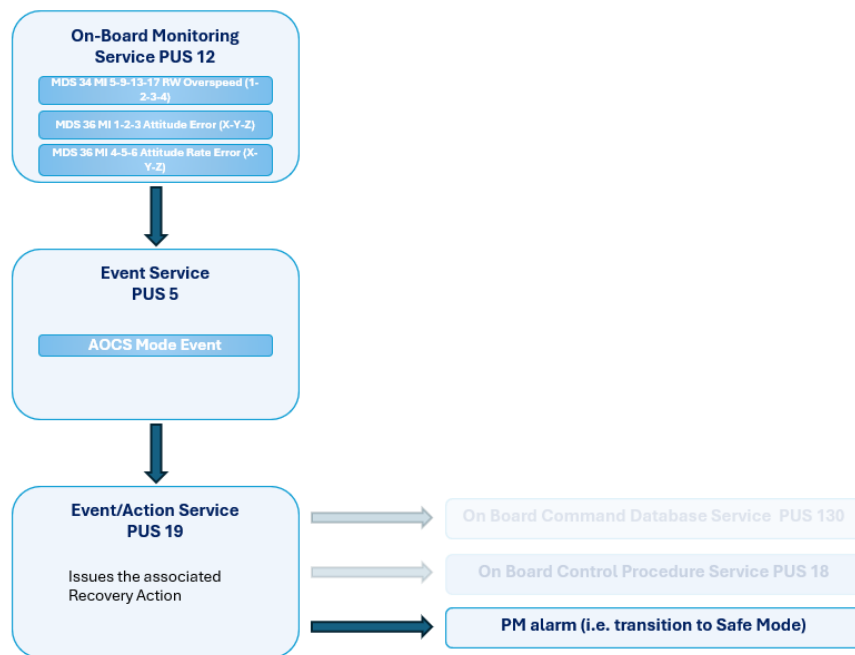 On-Board Monitoring
Service PUS 12
MDS 34 MI 5-9-13-17 RW Overspeed (1-
2-3-4)
MDS 36 MI 1-2-3 Attitude Error (X-Y-Z)
MDS 36 MI 4-5-6 Attitude Rate Error (X-
Y-Z)
Event Service
PUS 5
AOCS Mode Event
Event/Action Service
PUS 19
Issues the associated
Recovery Action
On Board Command Database Service PUS 130
On Board Control Procedure Service PUS 18
PM alarm (i.e. transition to Safe Mode)